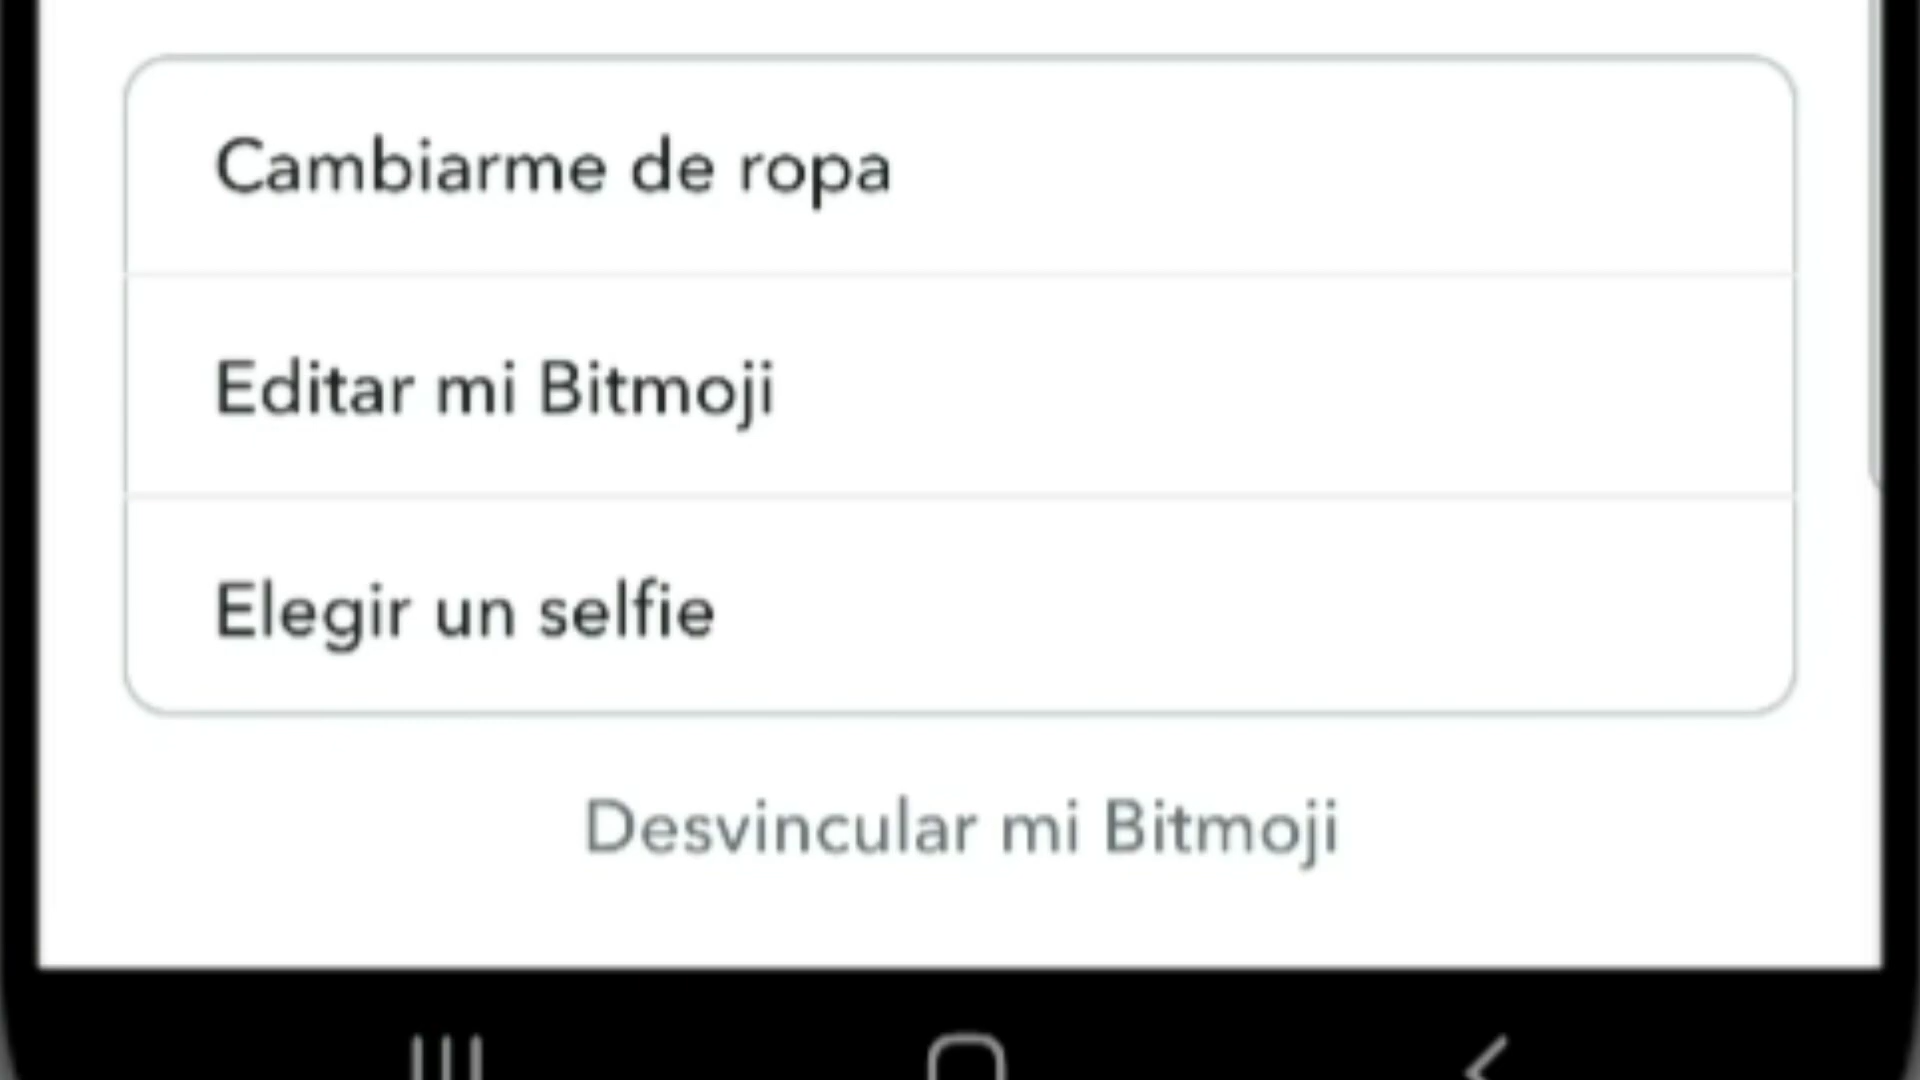 Cambiarme de ropa
Editar mi Bitmoji
Elegir un selfie
Desvincular mi Bitmoji